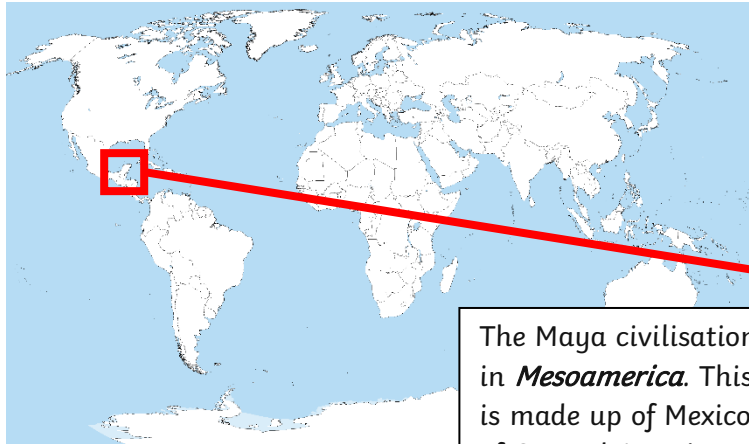 The Maya civilisation
in Mesoamerica. This
is made up of Mexico